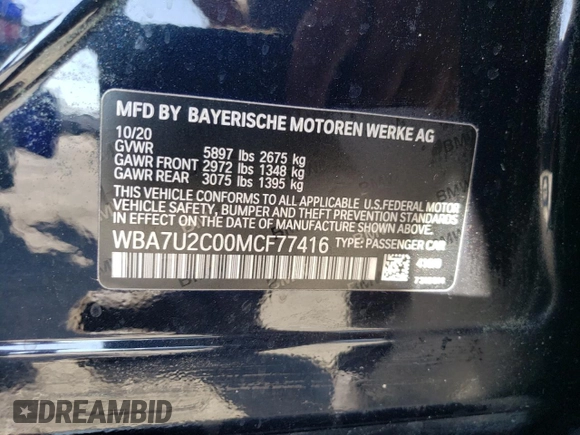 MFD BY BAYERISCHE MOTOREN WERKE AG
10/20
GVWR 5897 lbs 2675 kg
GAWR FRONT 2972 lbs 1348 kg
GAWR REAR 3075 lbs 1395 kg
THIS VEHICLE CONFORMS TO ALL APPLICABLE U.S.FEDERAL MOTOR
VEHICLE SAFETY, BUMPER AND THEFT PREVENTION STANDARDS
IN EFFECT ON THE DATE OF MANUFACTURE SHOWN ABOVE.
WBA7U2C00MCF77416 TYPE: PASSENGER CAR
DREAMBID